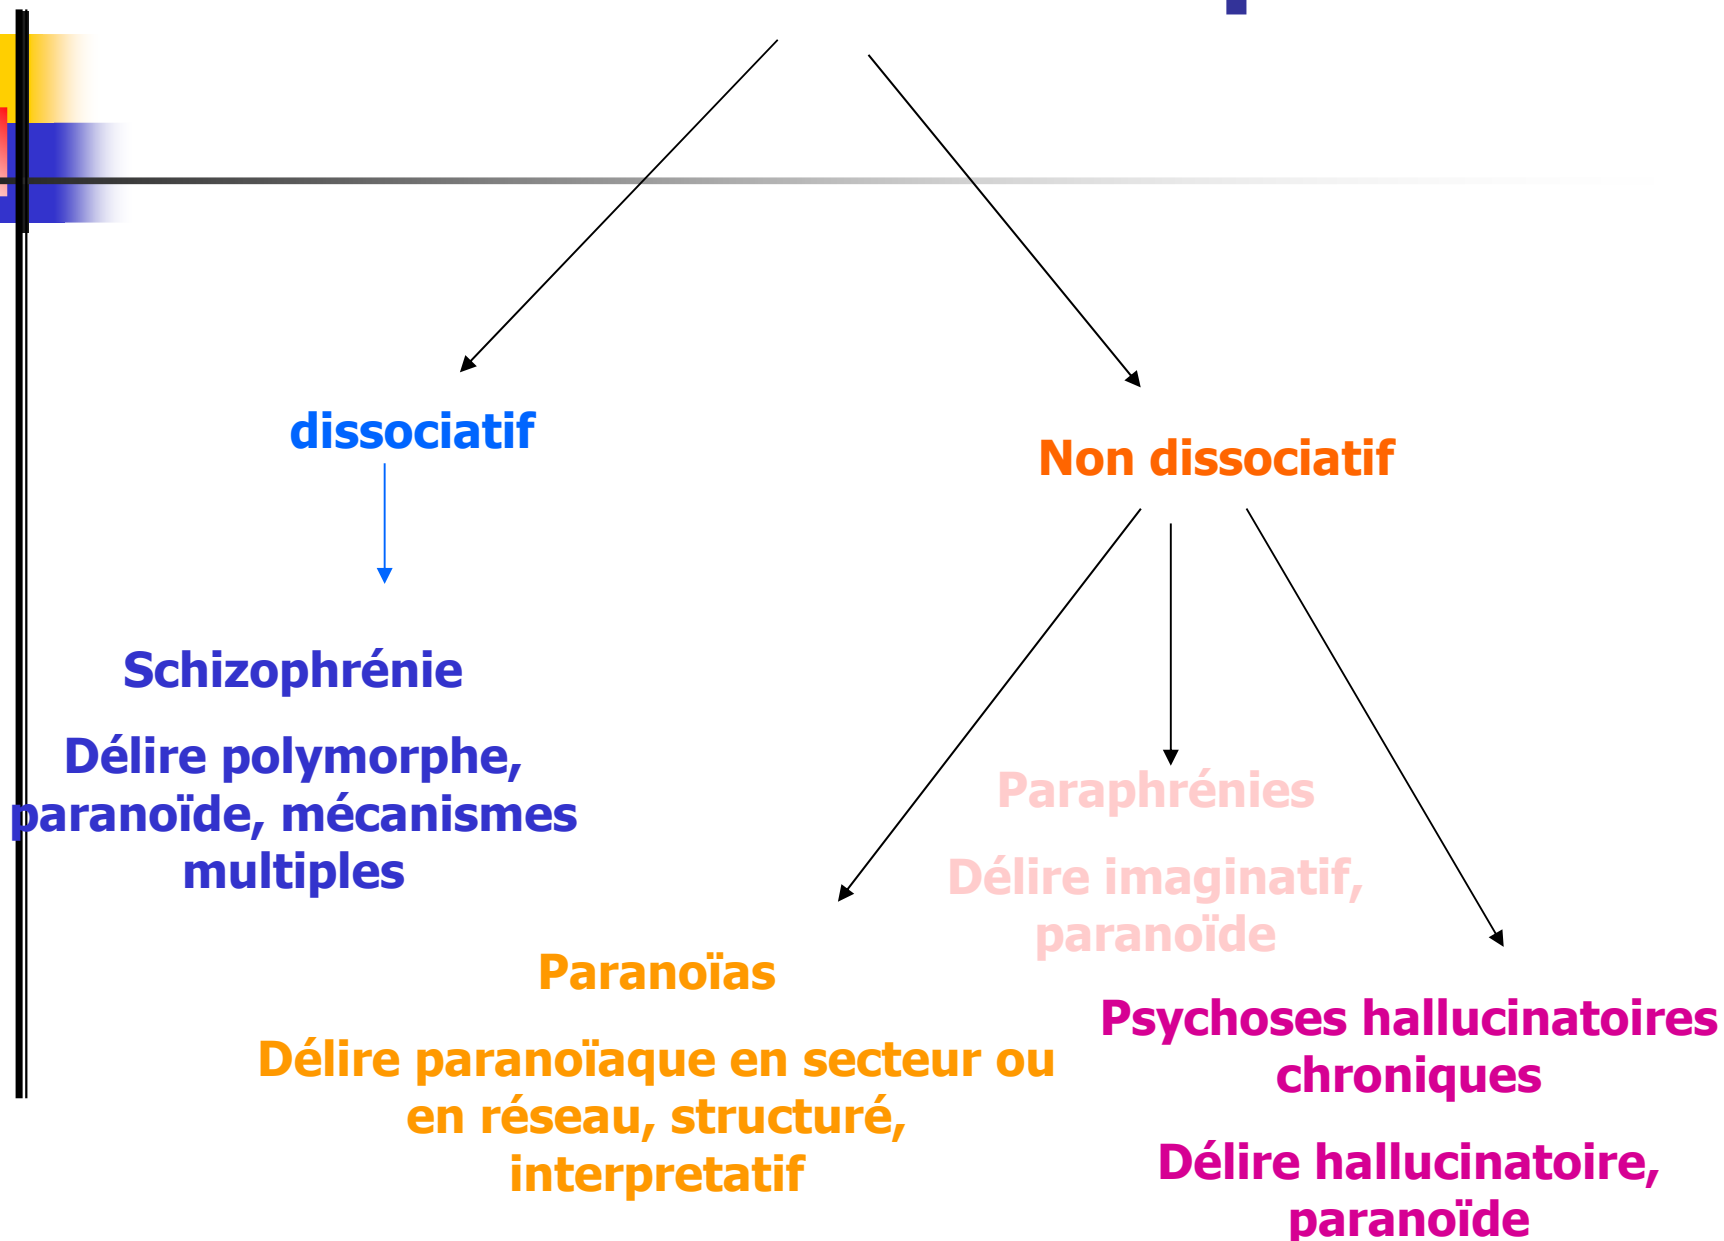 dissociatif
Non dissociatif
Schizophrénie
Délire polymorphe,
paranoïde, mécanismes
multiples
Paraphrénies
Délire imaginatif,
paranoïde
Paranoïas
Délire paranoïaque en secteur ou
en réseau, structuré,
interpretatif
Psychoses hallucinatoires
chroniques
Délire hallucinatoire,
paranoïde